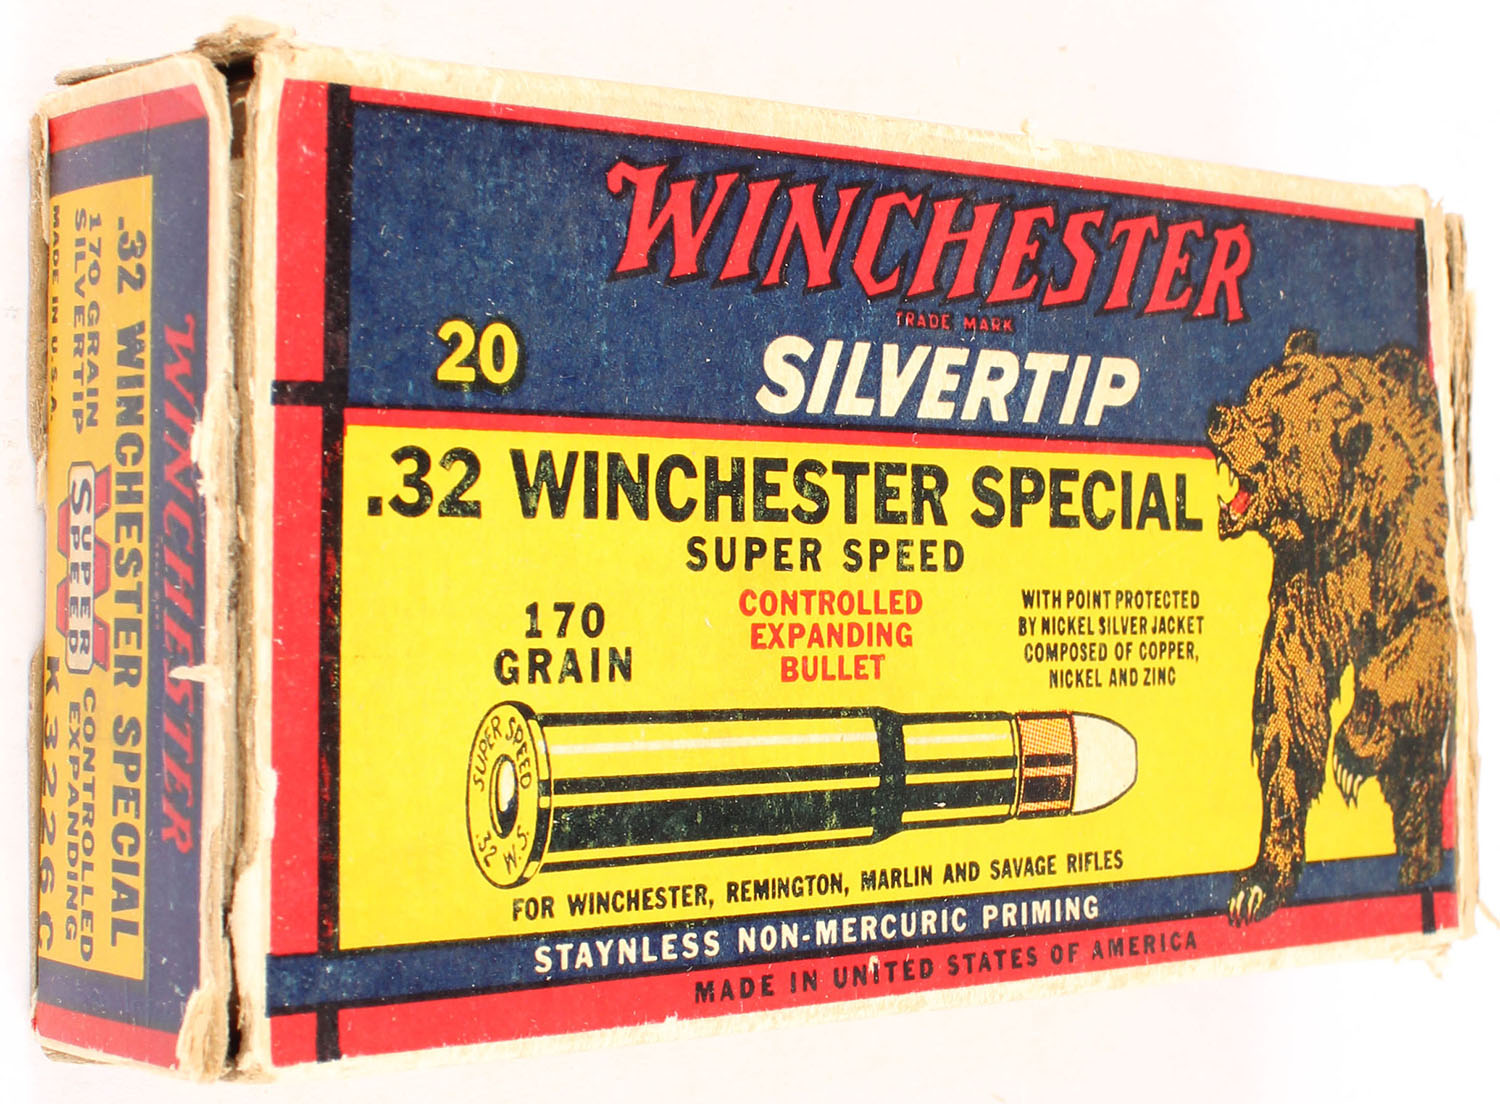 WINCHESTER
TRADE MARK
SILVERTIP
20
.32 WINCHESTER SPECIAL
SUPER SPEED
170
GRAIN
CONTROLLED
EXPANDING
BULLET
WITH POINT PROTECTED
BY NICKEL SILVER JACKET
COMPOSED OF COPPER,
NICKEL AND ZINC
SUPER SPEED
.32 W.S.
FOR WINCHESTER, REMINGTON, MARLIN AND SAVAGE RIFLES
STAYNLESS NON-MERCURIC PRIMING
MADE IN UNITED STATES OF AMERICA
WINCHESTER
.32 WINCHESTER SPECIAL
170 GRAIN
SILVERTIP
MADE IN U.S.A.
W
SUPER
SPEED
CONTROLLED
EXPANDING
K3226C